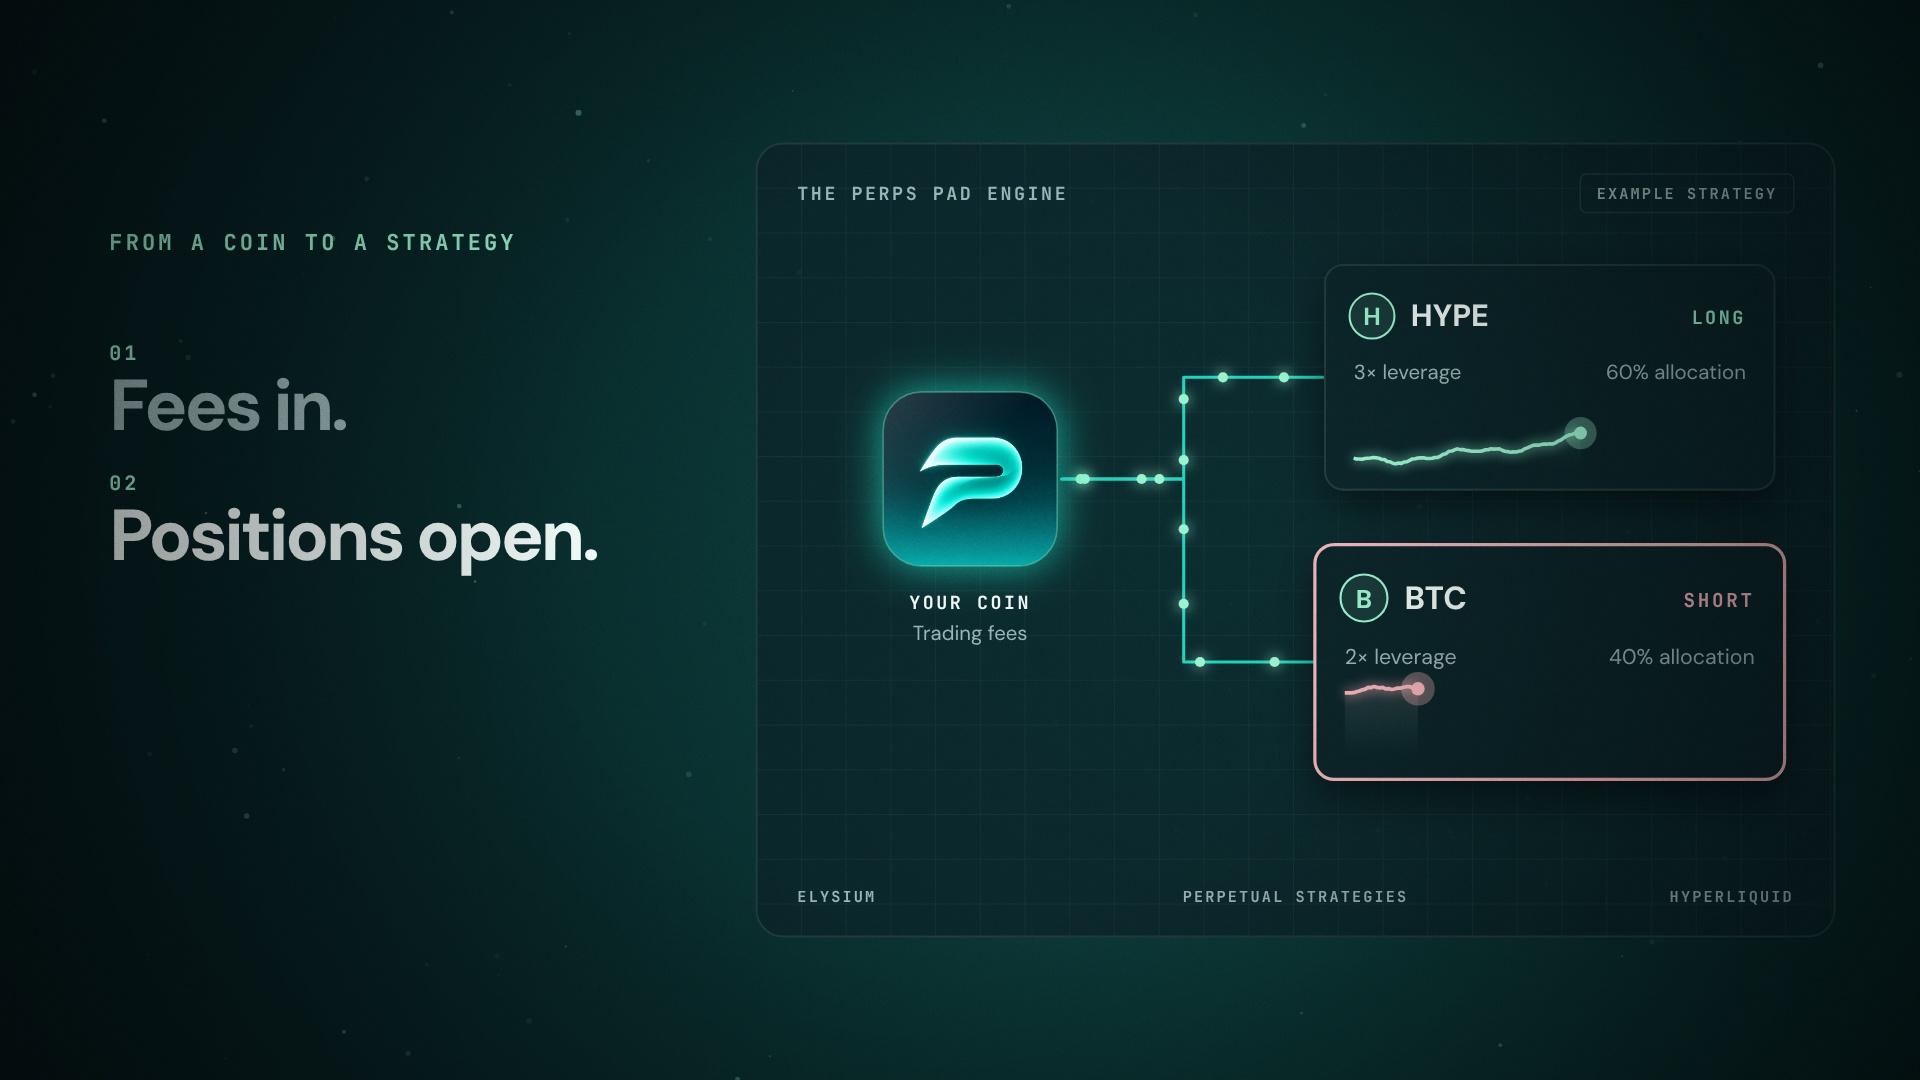 FROM A COIN TO A STRATEGY
01
Fees in.
02
Positions open.
THE PERPS PAD ENGINE
EXAMPLE STRATEGY
YOUR COIN
Trading fees
H HYPE LONG
3× leverage 60% allocation
B BTC SHORT
2× leverage 40% allocation
ELYSIUM PERPETUAL STRATEGIES HYPERLIQUID